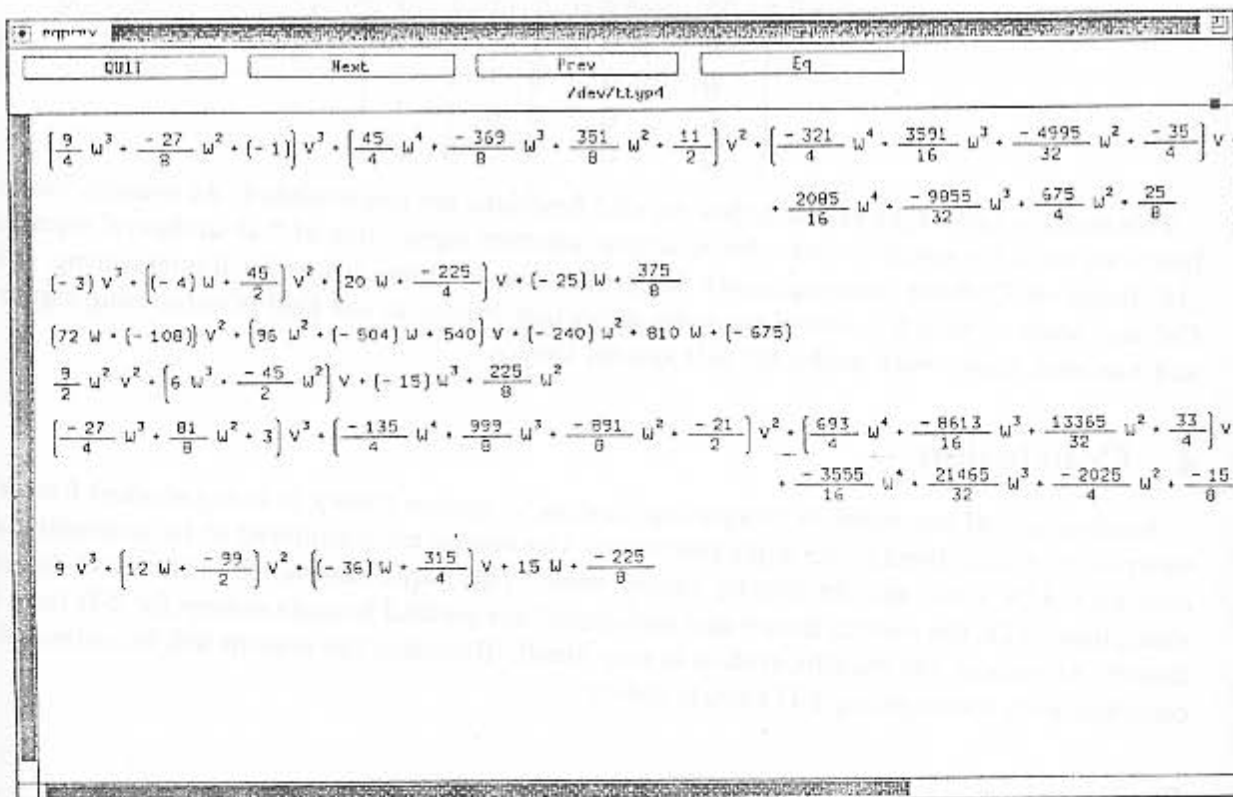 eqprev
QUIT Next Prev Eq
/dev/ttyp4
(9/4 W^3 + -27/8 W^2 + (-1)) V^3 + (45/4 W^4 + -369/8 W^3 + 351/8 W^2 + 11/2) V^2 + (-321/4 W^4 + 3591/16 W^3 + -4995/32 W^2 + -35/4) V
+ 2085/16 W^4 + -9855/32 W^3 + 675/4 W^2 + 25/8
(-3) V^3 + ((-4) W + 45/2) V^2 + (20 W + -225/4) V + (-25) W + 375/8
(72 W + (-108)) V^2 + (96 W^2 + (-504) W + 540) V + (-240) W^2 + 810 W + (-675)
9/2 W^2 V^2 + (6 W^3 + -45/2 W^2) V + (-15) W^3 + 225/8 W^2
(-27/4 W^3 + 81/8 W^2 + 3) V^3 + (-135/4 W^4 + 999/8 W^3 + -891/8 W^2 + -21/2) V^2 + (693/4 W^4 + -8613/16 W^3 + 13365/32 W^2 + 33/4) V
+ -3555/16 W^4 + 21465/32 W^3 + -2025/4 W^2 + -15/8
9 V^3 + (12 W + -99/2) V^2 + ((-36) W + 315/4) V + 15 W + -225/8